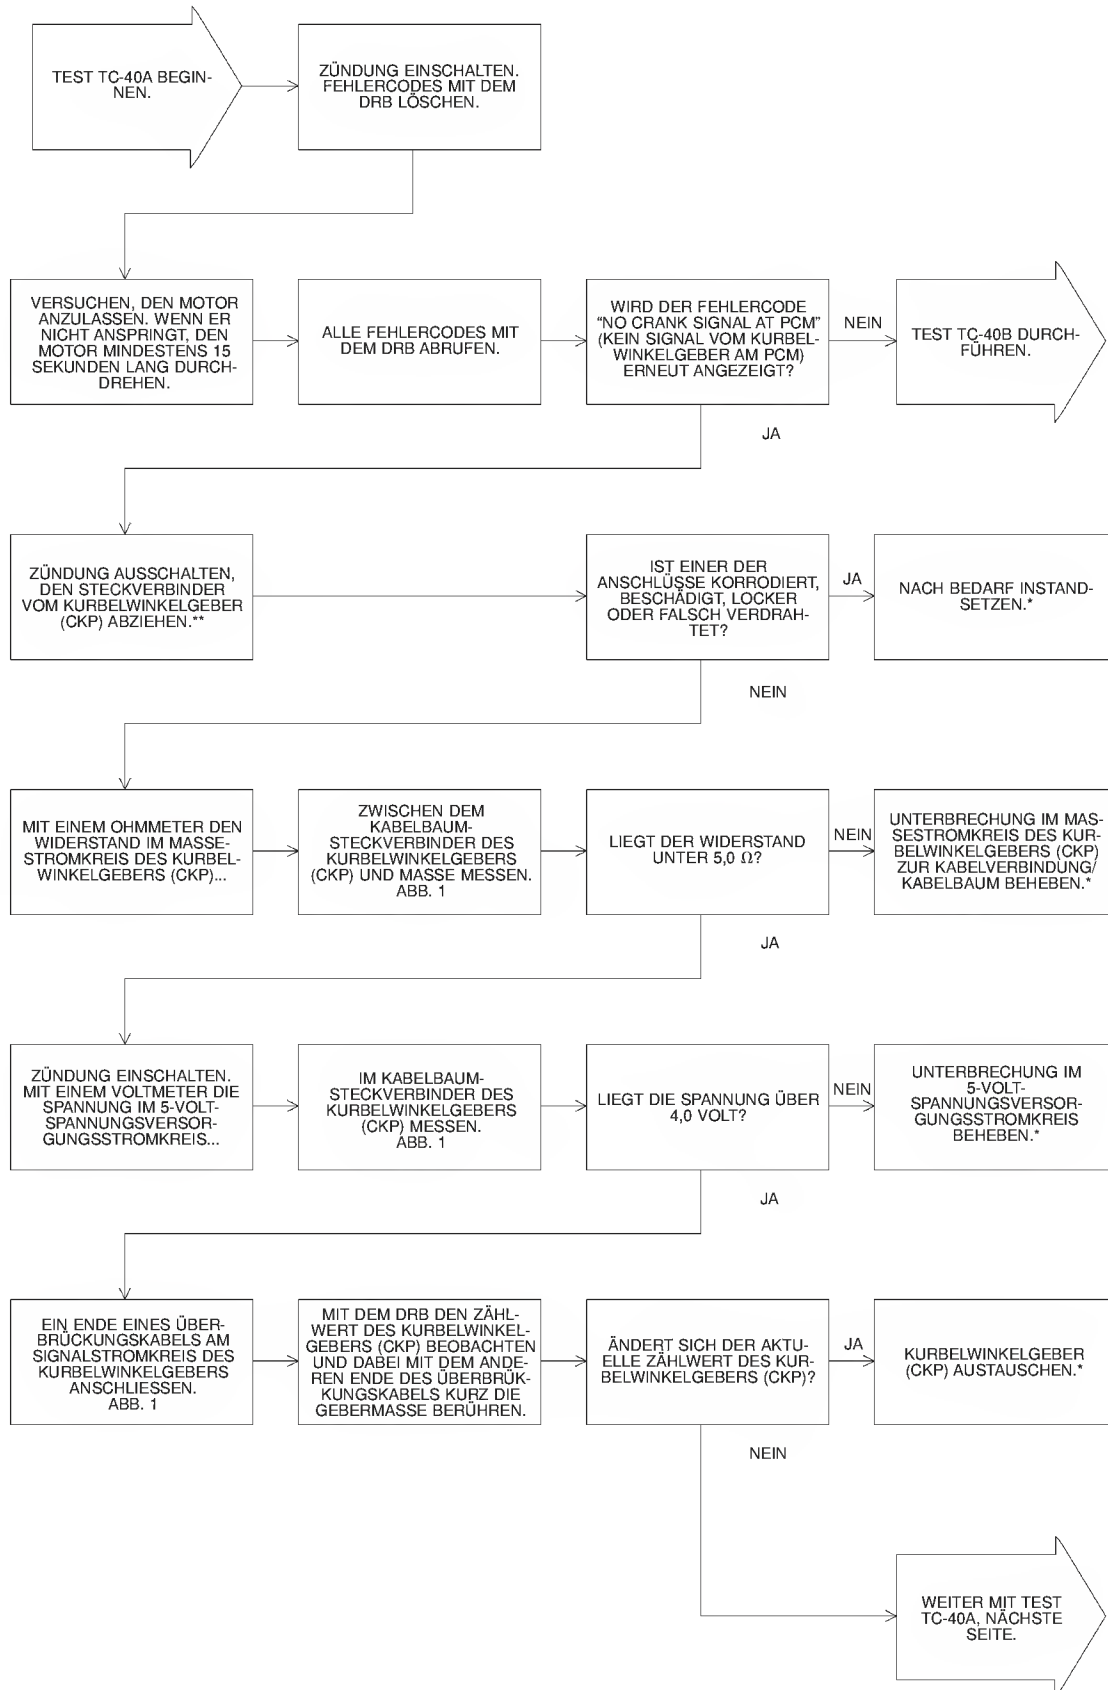 TEST TC-40A BEGIN-
NEN.
ZÜNDUNG EINSCHALTEN.
FEHLERCODES MIT DEM
DRB LÖSCHEN.
VERSUCHEN, DEN MOTOR
ANZULASSEN. WENN ER
NICHT ANSPRINGT, DEN
MOTOR MINDESTENS 15
SEKUNDEN LANG DURCH-
DREHEN.
ALLE FEHLERCODES MIT
DEM DRB ABRUFEN.
WIRD DER FEHLERCODE
“NO CRANK SIGNAL AT PCM”
(KEIN SIGNAL VOM KURBEL-
WINKELGEBER AM PCM)
ERNEUT ANGEZEIGT?
NEIN
TEST TC-40B DURCH-
FÜHREN.
JA
ZÜNDUNG AUSSCHALTEN,
DEN STECKVERBINDER
VOM KURBELWINKELGEBER
(CKP) ABZIEHEN.**
IST EINER DER
ANSCHLÜSSE KORRODIERT,
BESCHÄDIGT, LOCKER
ODER FALSCH VERDRAH-
TET?
JA
NACH BEDARF INSTAND-
SETZEN.*
NEIN
MIT EINEM OHMMETER DEN
WIDERSTAND IM MASSE-
STROMKREIS DES KURBEL-
WINKELGEBERS (CKP)...
ZWISCHEN DEM
KABELBAUM-
STECKVERBINDER DES
KURBELWINKELGEBERS
(CKP) UND MASSE MESSEN.
ABB. 1
LIEGT DER WIDERSTAND
UNTER 5,0 Ω?
NEIN
UNTERBRECHUNG IM MAS-
SESTROMKREIS DES KUR-
BELWINKELGEBERS (CKP)
ZUR KABELVERBINDUNG/
KABELBAUM BEHEBEN.*
JA
ZÜNDUNG EINSCHALTEN.
MIT EINEM VOLTMETER DIE
SPANNUNG IM 5-VOLT-
SPANNUNGSVERSOR-
GUNGSSTROMKREIS...
IM KABELBAUM-
STECKVERBINDER DES
KURBELWINKELGEBERS
(CKP) MESSEN.
ABB. 1
LIEGT DIE SPANNUNG ÜBER
4,0 VOLT?
NEIN
UNTERBRECHUNG IM
5-VOLT-
SPANNUNGSVERSOR-
GUNGSSTROMKREIS
BEHEBEN.*
JA
EIN ENDE EINES ÜBER-
BRÜCKUNGSKABELS AM
SIGNALSTROMKREIS DES
KURBELWINKELGEBERS
ANSCHLIESSEN.
ABB. 1
MIT DEM DRB DEN ZÄHL-
WERT DES KURBELWINKEL-
GEBERS (CKP) BEOBACHTEN
UND DABEI MIT DEM ANDE-
REN ENDE DES ÜBERBRÜK-
KUNGSKABELS KURZ DIE
GEBERMASSE BERÜHREN.
ÄNDERT SICH DER AKTU-
ELLE ZÄHLWERT DES KUR-
BELWINKELGEBERS (CKP)?
JA
KURBELWINKELGEBER
(CKP) AUSTAUSCHEN.*
NEIN
WEITER MIT TEST
TC-40A, NÄCHSTE
SEITE.